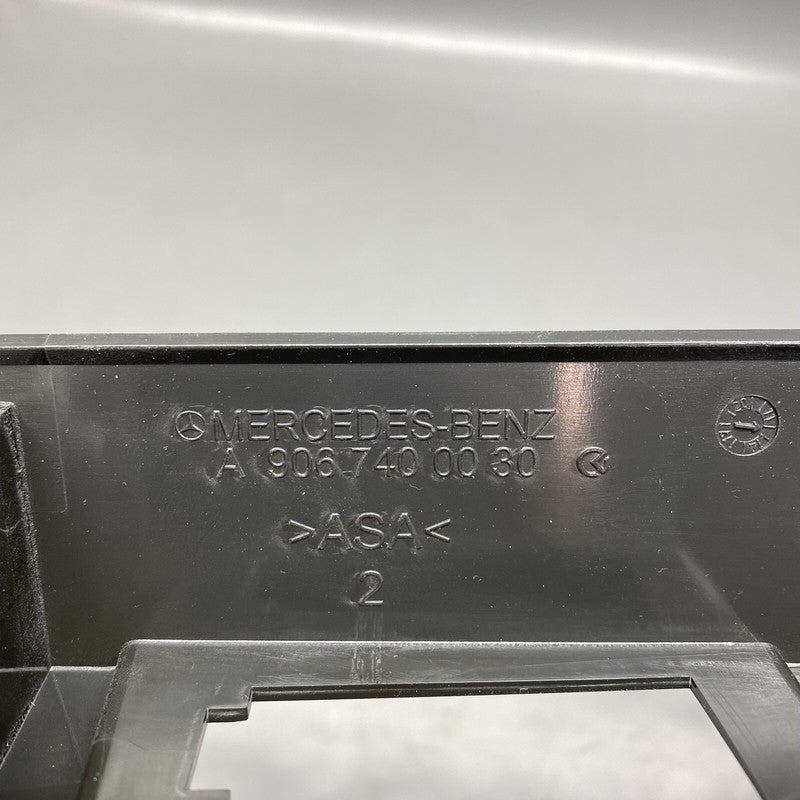 MERCEDES-BENZ
A 906 740 00 30
>ASA<
2